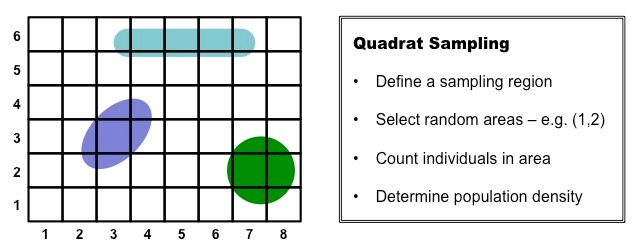 6
5
4
3
2
1
1 2 3 4 5 6 7 8
Quadrat Sampling
• Define a sampling region
• Select random areas – e.g. (1,2)
• Count individuals in area
• Determine population density